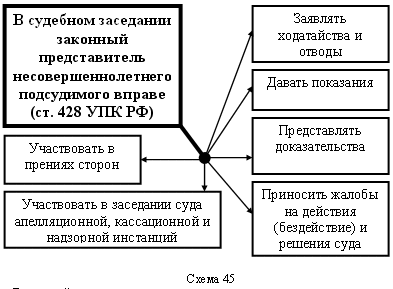 В судебном заседании
законный
представитель
несовершеннолетнего
подсудимого вправе
(ст. 428 УПК РФ)
Заявлять
ходатайства и
отводы
Давать показания
Представлять
доказательства
Приносить жалобы
на действия
(бездействие) и
решения суда
Участвовать в
прениях сторон
Участвовать в заседании суда
апелляционной, кассационной и
надзорной инстанций
Схема 45